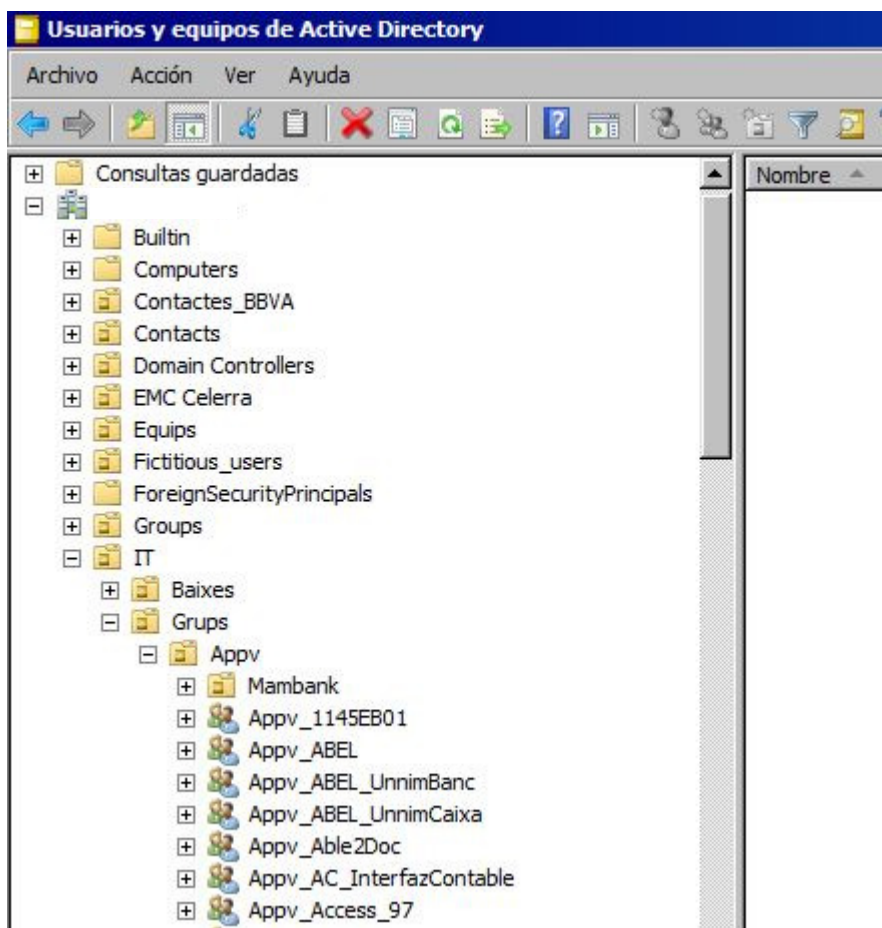 Usuarios y equipos de Active Directory
Archivo Acción Ver Ayuda
Consultas guardadas
Nombre
Builtin
Computers
Contactes_BBVA
Contacts
Domain Controllers
EMC Celerra
Equips
Fictitious_users
ForeignSecurityPrincipals
Groups
IT
Baixes
Grups
Appv
Mambank
Appv_1145EB01
Appv_ABEL
Appv_ABEL_UnnimBanc
Appv_ABEL_UnnimCaixa
Appv_Able2Doc
Appv_AC_InterfazContable
Appv_Access_97